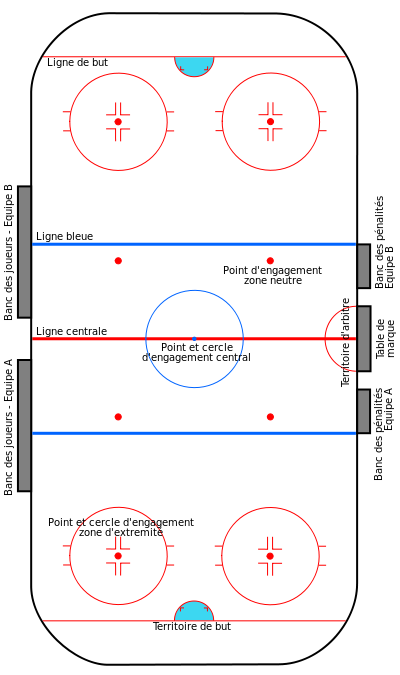 Ligne de but
Banc des joueurs - Equipe B
Ligne bleue
Banc des pénalités
Equipe B
Point d'engagement
zone neutre
Ligne centrale
Territoire d'arbitre
Table de
marque
Point et cercle
d'engagement central
Banc des joueurs - Equipe A
Banc des pénalités
Equipe A
Point et cercle d'engagement
zone d'extremité
Territoire de but